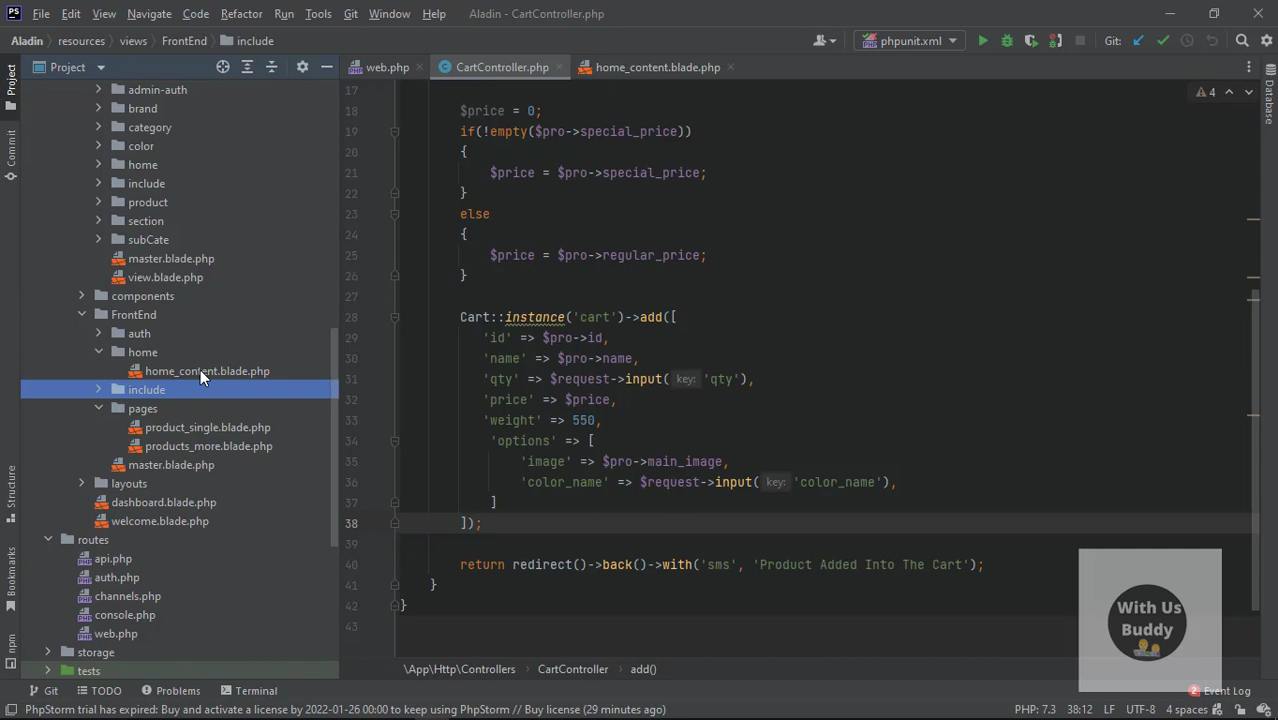 PS File Edit View Navigate Code Refactor Run Tools Git Window Help Aladin - CartController.php
Aladin resources views FrontEnd include phpunit.xml Git:
Project web.php CartController.php home_content.blade.php
admin-auth
brand
category
color
home
include
product
section
subCate
master.blade.php
view.blade.php
components
FrontEnd
auth
home
home_content.blade.php
include
pages
product_single.blade.php
products_more.blade.php
master.blade.php
layouts
dashboard.blade.php
welcome.blade.php
routes
api.php
auth.php
channels.php
console.php
web.php
storage
tests
Project
Commit
Structure
Bookmarks
npm
4
17
18 $price = 0;
19 if(!empty($pro->special_price))
20 {
21 $price = $pro->special_price;
22 }
23 else
24 {
25 $price = $pro->regular_price;
26 }
27
28 Cart::instance('cart')->add([
29 'id' => $pro->id,
30 'name' => $pro->name,
31 'qty' => $request->input( key: 'qty'),
32 'price' => $price,
33 'weight' => 550,
34 'options' => [
35 'image' => $pro->main_image,
36 'color_name' => $request->input( key: 'color_name'),
37 ]
38 ]);
39
40 return redirect()->back()->with('sms', 'Product Added Into The Cart');
41 }
42 }
43
Database
With Us
Buddy
\App\Http\Controllers CartController add()
Git TODO Problems Terminal 2 Event Log
PhpStorm trial has expired: Buy and activate a license by 2022-01-26 00:00 to keep using PhpStorm // Buy license (29 minutes ago) PHP: 7.3 38:12 LF UTF-8 4 spaces